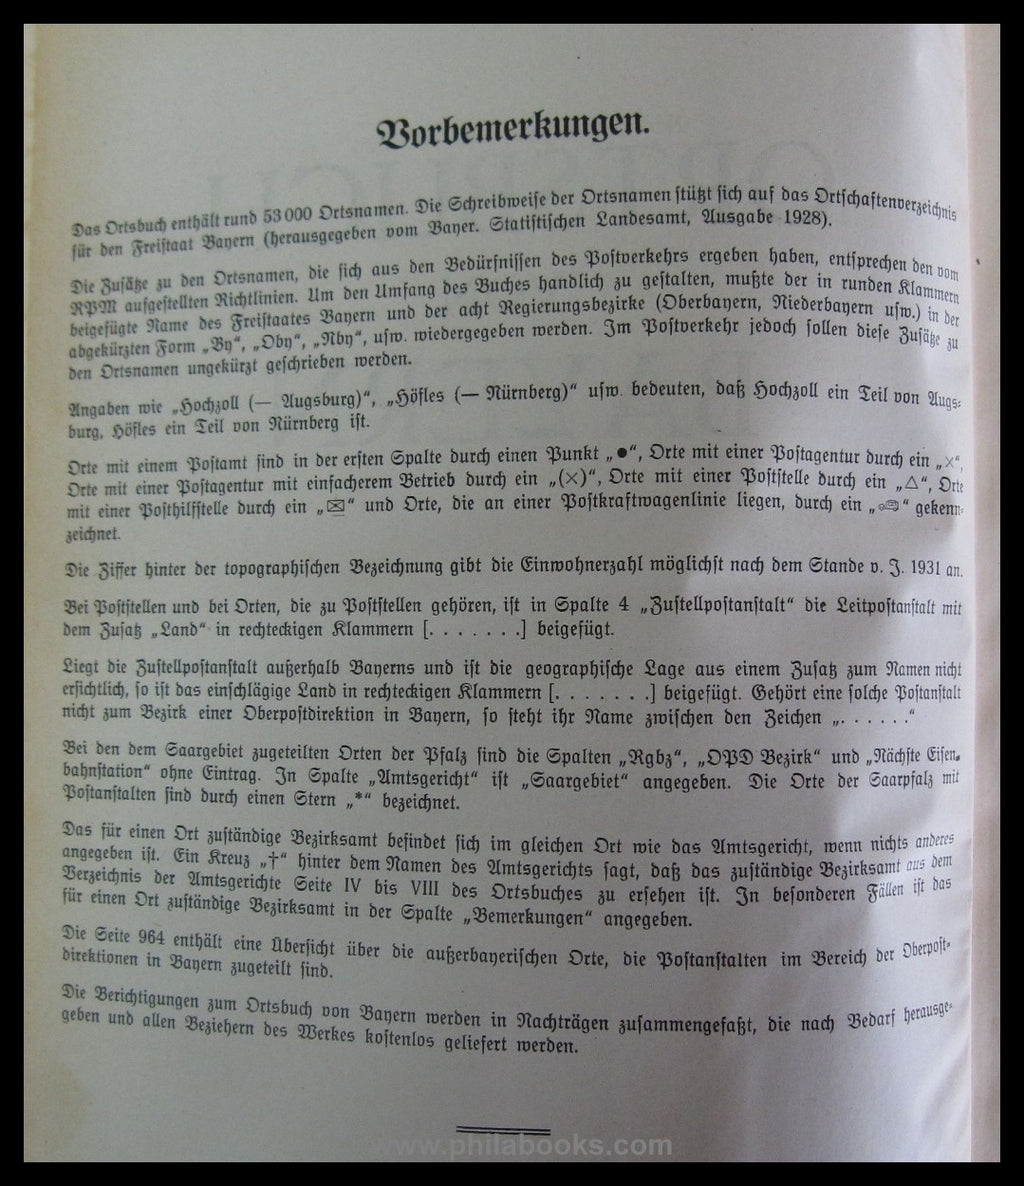 Vorbemerkungen.
Das Ortsbuch enthält rund 53 000 Ortsnamen. Die Schreibweise der Ortsnamen stützt sich auf das Ortschaftenverzeichnis
für den Freistaat Bayern (herausgegeben vom Bayer. Statistischen Landesamt, Ausgabe 1928).
Die Zusätze zu den Ortsnamen, die sich aus den Bedürfnissen des Postverkehrs ergeben haben, entsprechen den vom
RPM aufgestellten Richtlinien. Um den Umfang des Buches handlich zu gestalten, mußte der in runden Klammern
beigefügte Name des Freistaates Bayern und der acht Regierungsbezirke (Oberbayern, Niederbayern usw.) in der
abgekürzten Form „By“, „Oby“, „Nby“, usw. wiedergegeben werden. Im Postverkehr jedoch sollen diese Zusätze zu
den Ortsnamen ungekürzt geschrieben werden.
Angaben wie „Hochzoll (— Augsburg)“, „Höfles (— Nürnberg)“ usw. bedeuten, daß Hochzoll ein Teil von Augs-
burg, Höfles ein Teil von Nürnberg ist.
Orte mit einem Postamt sind in der ersten Spalte durch einen Punkt „●“, Orte mit einer Postagentur durch ein „×“,
Orte mit einer Postagentur mit einfacherem Betrieb durch ein „(×)“, Orte mit einer Poststelle durch ein „△“, Orte
mit einer Posthilfstelle durch ein „✉“ und Orte, die an einer Postkraftwagenlinie liegen, durch ein „🚗“ gekenn-
zeichnet.
Die Ziffer hinter der topographischen Bezeichnung gibt die Einwohnerzahl möglichst nach dem Stande v. J. 1931 an.
Bei Poststellen und bei Orten, die zu Poststellen gehören, ist in Spalte 4 „Zustellpostanstalt“ die Leitpostanstalt mit
dem Zusatz „Land“ in rechteckigen Klammern [. . . . . . .] beigefügt.
Liegt die Zustellpostanstalt außerhalb Bayerns und ist die geographische Lage aus einem Zusatz zum Namen nicht
ersichtlich, so ist das einschlägige Land in rechteckigen Klammern [. . . . . . .] beigefügt. Gehört eine solche Postanstalt
nicht zum Bezirk einer Oberpostdirektion in Bayern, so steht ihr Name zwischen den Zeichen „. . . . . .“
Bei den dem Saargebiet zugeteilten Orten der Pfalz sind die Spalten „Rgbz“, „OPD Bezirk“ und „Nächste Eisen-
bahnstation“ ohne Eintrag. In Spalte „Amtsgericht“ ist „Saargebiet“ angegeben. Die Orte der Saarpfalz mit
Postanstalten sind durch einen Stern „*“ bezeichnet.
Das für einen Ort zuständige Bezirksamt befindet sich im gleichen Ort wie das Amtsgericht, wenn nichts anderes
angegeben ist. Ein Kreuz „†“ hinter dem Namen des Amtsgerichts sagt, daß das zuständige Bezirksamt aus dem
Verzeichnis der Amtsgerichte Seite IV bis VIII des Ortsbuches zu ersehen ist. In besonderen Fällen ist das
für einen Ort zuständige Bezirksamt in der Spalte „Bemerkungen“ angegeben.
Die Seite 964 enthält eine Übersicht über die außerbayerischen Orte, die Postanstalten im Bereich der Oberpost-
direktionen in Bayern zugeteilt sind.
Die Berichtigungen zum Ortsbuch von Bayern werden in Nachträgen zusammengefaßt, die nach Bedarf herausge-
geben und allen Beziehern des Werkes kostenlos geliefert werden.
www.philabooks.com